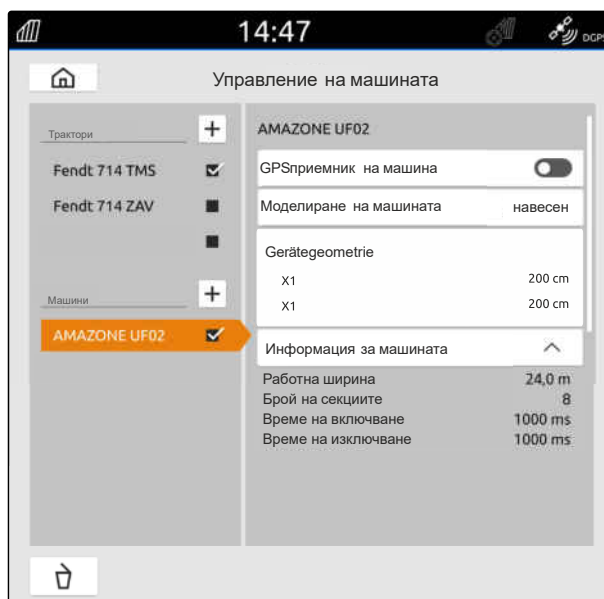 14:47
DGPS
Управление на машината
Трактори
Fendt 714 TMS
Fendt 714 ZAV
Машини
AMAZONE UF02
AMAZONE UF02
GPSприемник на машина
Моделиране на машината навесен
Gerätegeometrie
X1 200 cm
X1 200 cm
Информация за машината
Работна ширина 24,0 m
Брой на секциите 8
Време на включване 1000 ms
Време на изключване 1000 ms